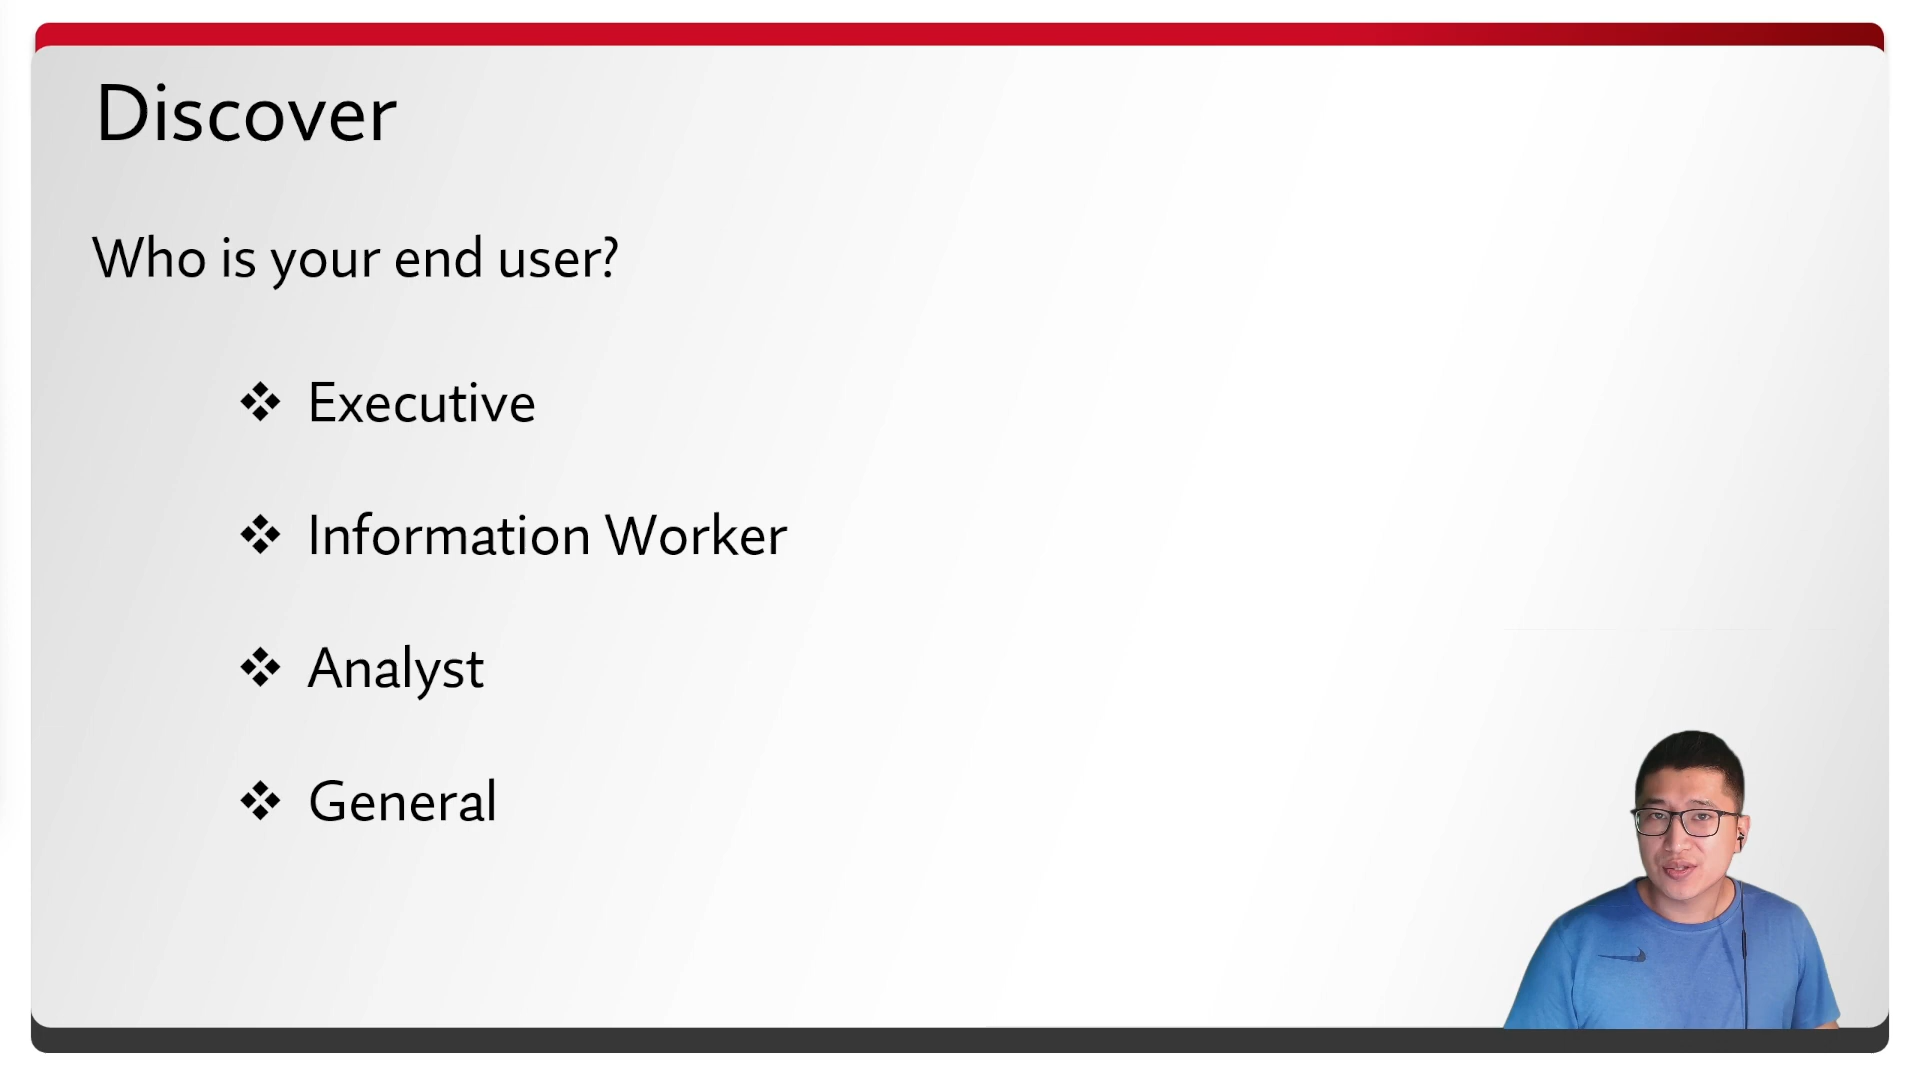 Discover
Who is your end user?
❖ Executive
❖ Information Worker
❖ Analyst
❖ General